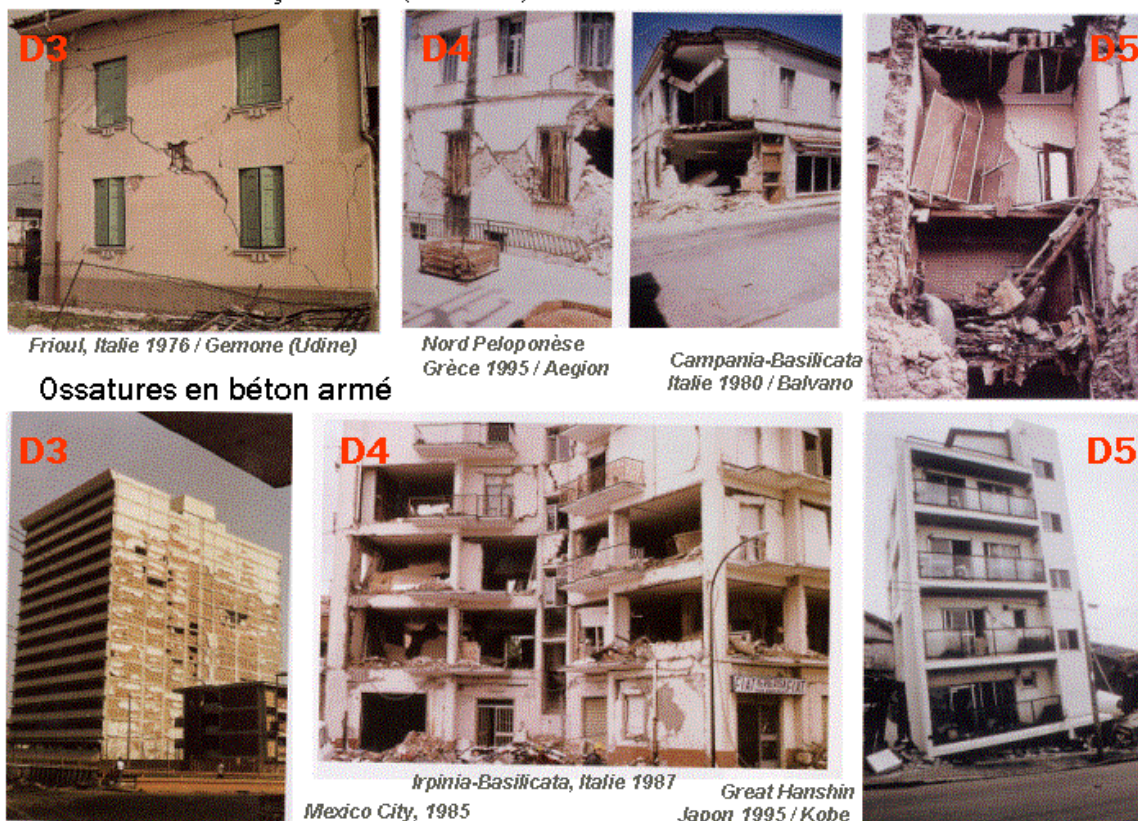 D3
D4
D5
Frioul, Italie 1976 / Gemone (Udine)
Nord Peloponèse
Grèce 1995 / Aegion
Campania-Basilicata
Italie 1980 / Balvano
Ossatures en béton armé
D3
D4
D5
Irpinia-Basilicata, Italie 1987
Mexico City, 1985
Great Hanshin
Japon 1995 / Kobe